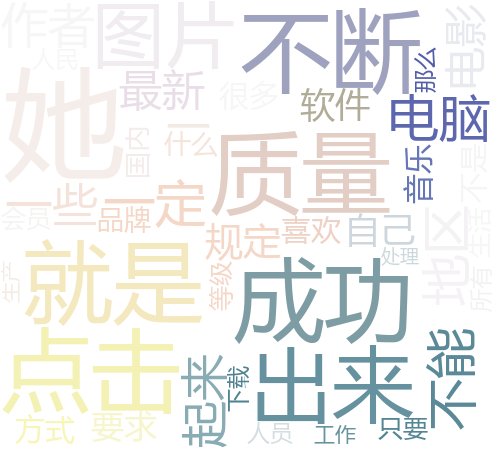 作者
图片
不断
电影
人民
她
最新
很多
软件
电脑
那么
一
国内
什么
质量
音乐
不是
一些
一定
品牌
会员
规定
喜欢
自己
地区
生活
所有
处理
就是
生产
等级
成功
点击
起来
下载
出来
不能
方式
要求
人员
工作
只要